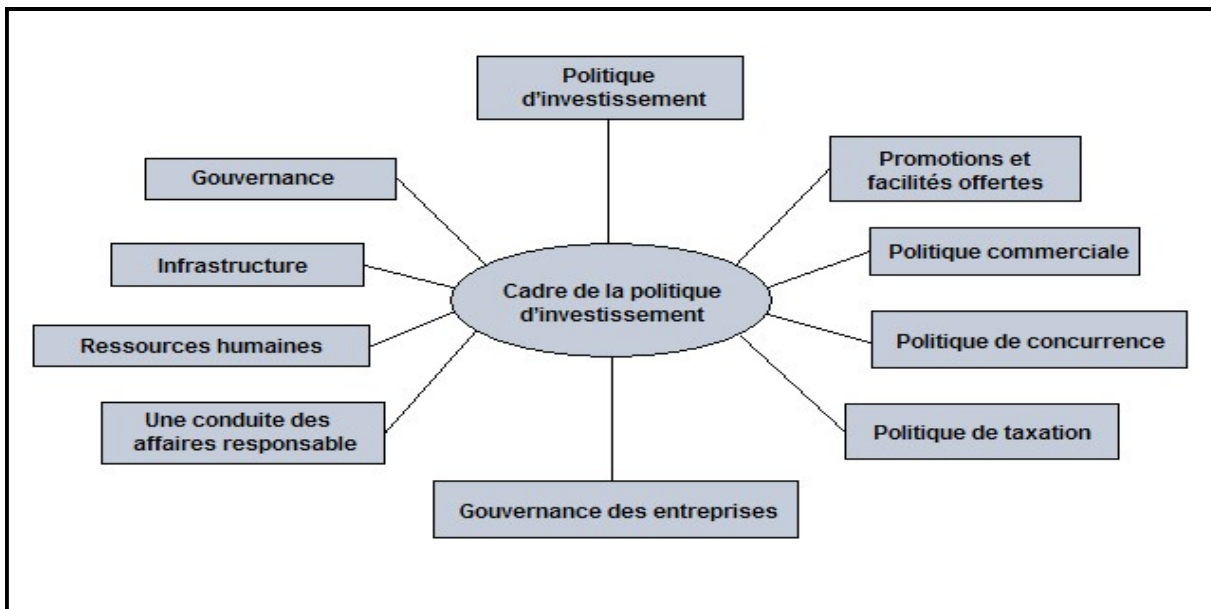 Politique
d'investissement
Promotions et
facilités offertes
Gouvernance
Politique commerciale
Infrastructure
Cadre de la politique
d'investissement
Politique de concurrence
Ressources humaines
Une conduite des
affaires responsable
Politique de taxation
Gouvernance des entreprises